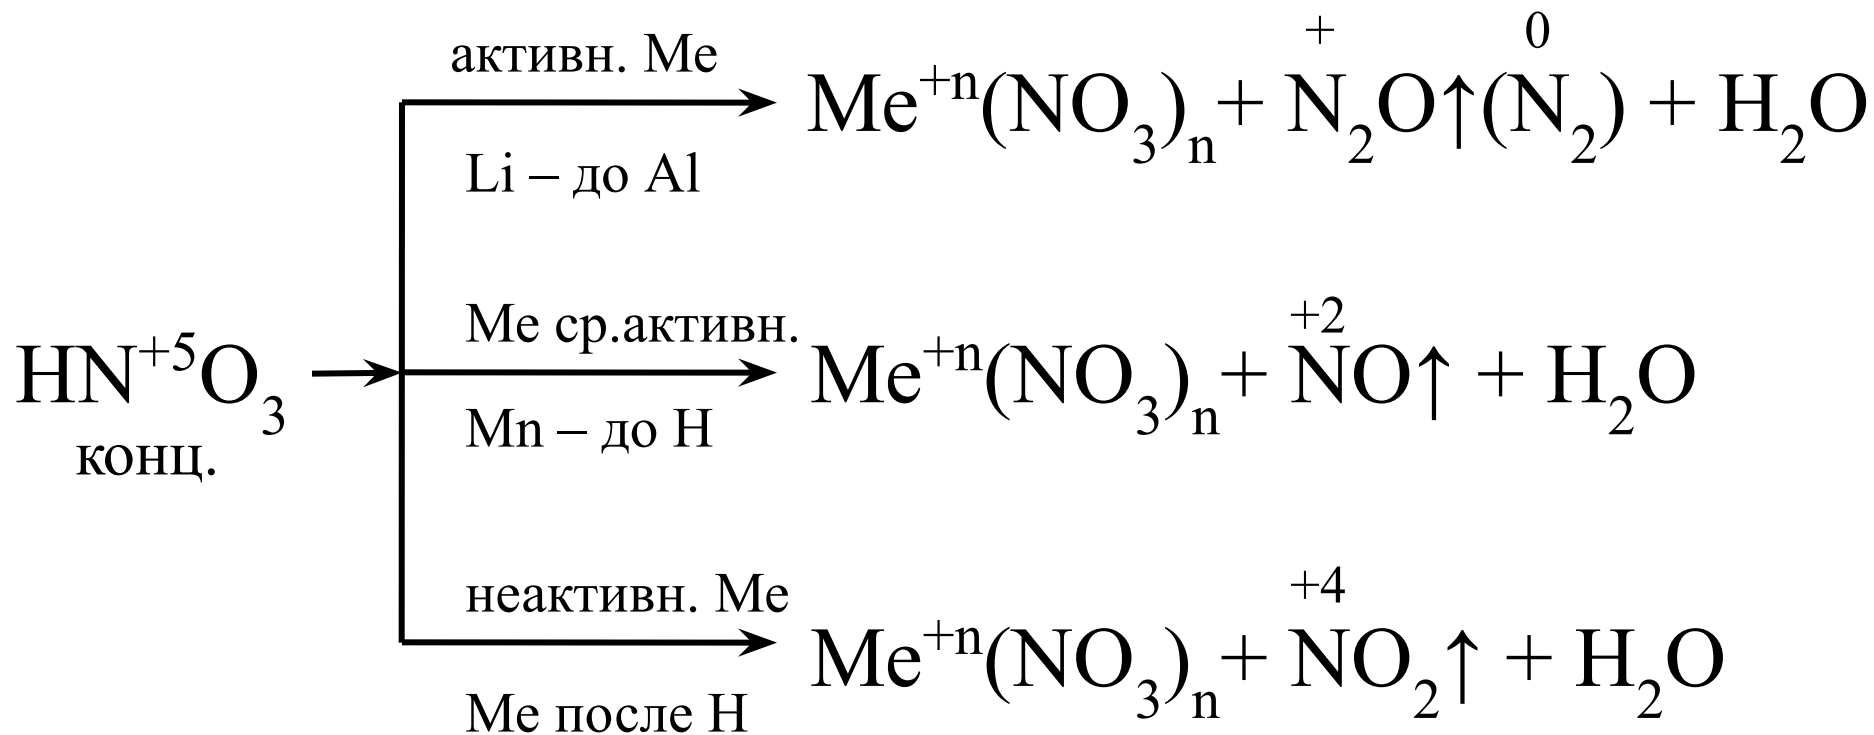 активн. Ме
Li – до Al
+ 0
Me⁺ⁿ(NO₃)ₙ + N₂O↑(N₂) + H₂O
HN⁺⁵O₃
конц.
Ме ср.активн.
Mn – до H
+2
Me⁺ⁿ(NO₃)ₙ + NO↑ + H₂O
неактивн. Ме
Ме после Н
+4
Me⁺ⁿ(NO₃)ₙ + NO₂↑ + H₂O